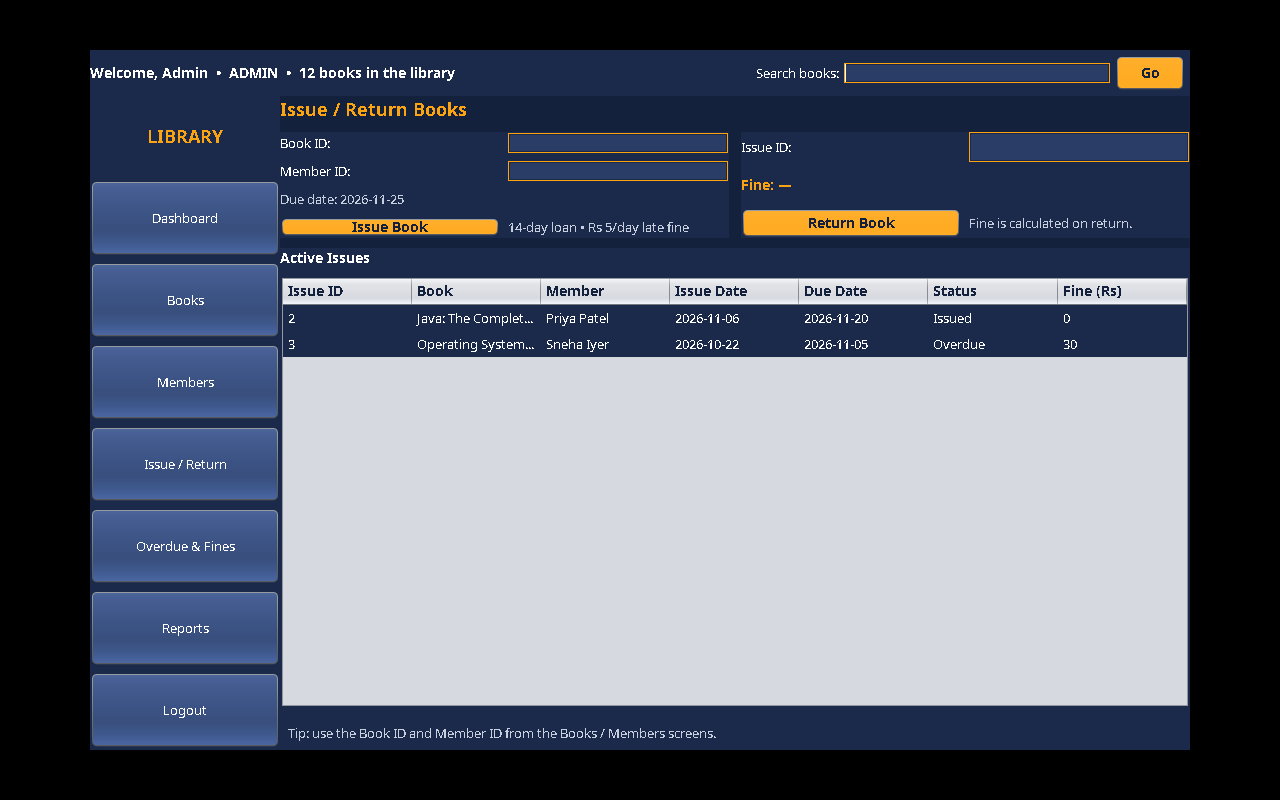 Welcome, Admin • ADMIN • 12 books in the library
Search books:
Go
LIBRARY
Dashboard
Books
Members
Issue / Return
Overdue & Fines
Reports
Logout
Issue / Return Books
Book ID:
Member ID:
Due date: 2026-11-25
Issue Book
14-day loan • Rs 5/day late fine
Issue ID:
Fine: —
Return Book
Fine is calculated on return.
Active Issues
Issue ID Book Member Issue Date Due Date Status Fine (Rs)
2 Java: The Complet... Priya Patel 2026-11-06 2026-11-20 Issued 0
3 Operating System... Sneha Iyer 2026-10-22 2026-11-05 Overdue 30
Tip: use the Book ID and Member ID from the Books / Members screens.